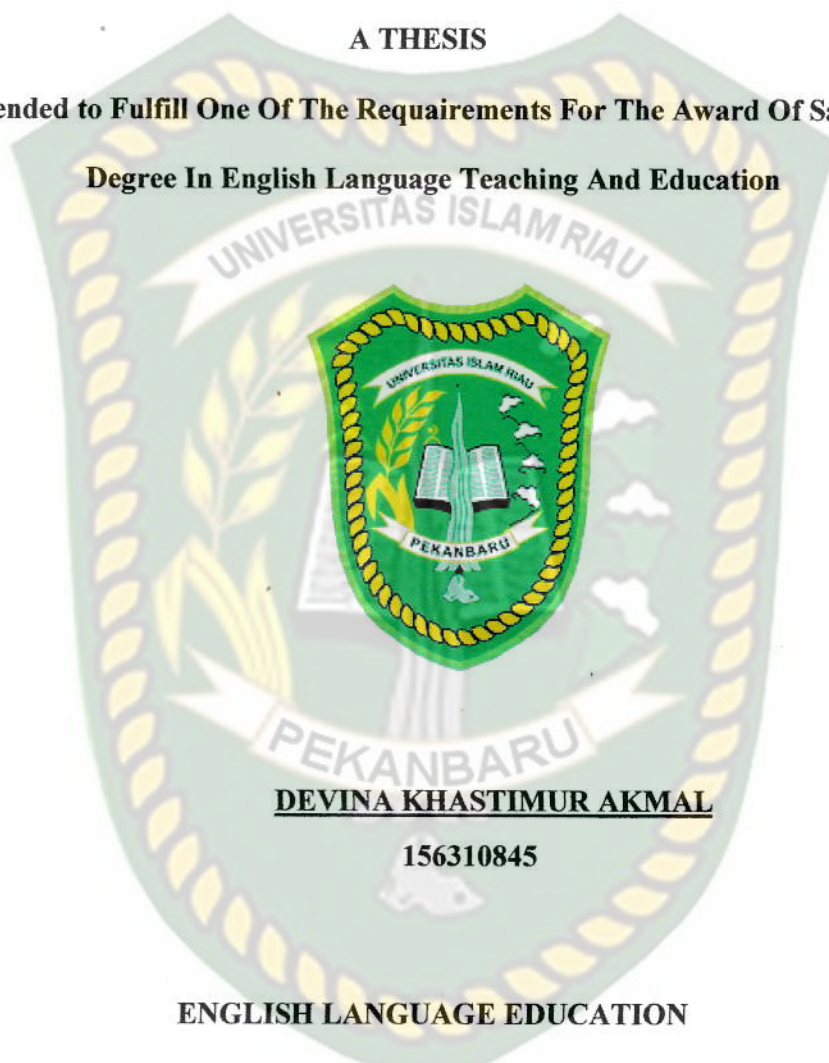 A THESIS
ended to Fulfill One Of The Requairements For The Award Of Sa
Degree In English Language Teaching And Education
UNIVERSITAS ISLAM RIAU
UNIVERSITAS ISLAM RIAU
PEKANBARU
PEKANBARU
DEVINA KHASTIMUR AKMAL
156310845
ENGLISH LANGUAGE EDUCATION